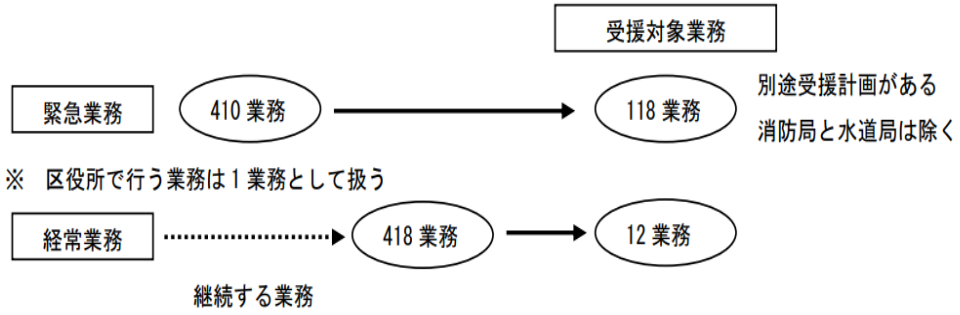 受援対象業務
緊急業務
410 業務
118 業務
別途受援計画がある
消防局と水道局は除く
※ 区役所で行う業務は1業務として扱う
経常業務
418 業務
12 業務
継続する業務